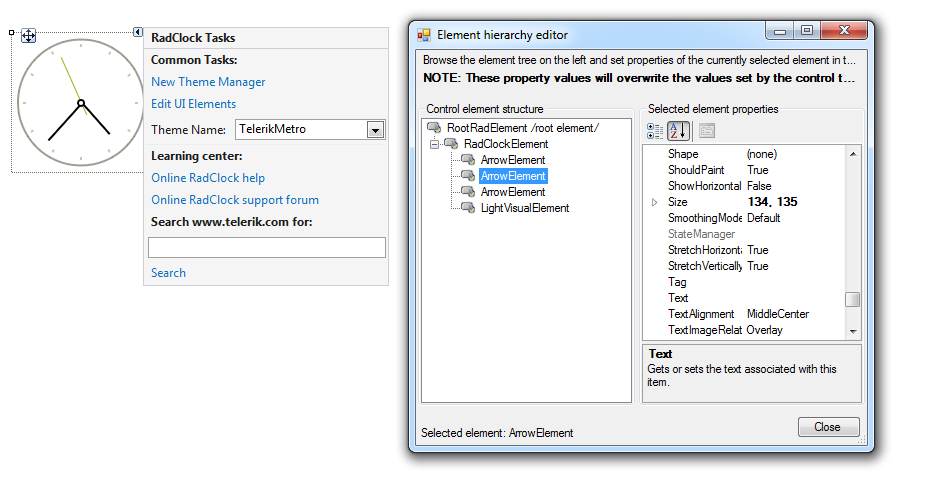 RadClock Tasks
Common Tasks:
New Theme Manager
Edit UI Elements
Theme Name: TelerikMetro
Learning center:
Online RadClock help
Online RadClock support forum
Search www.telerik.com for:
Search
Element hierarchy editor
Browse the element tree on the left and set properties of the currently selected element in t...
NOTE: These property values will overwrite the values set by the control t...
Control element structure
RootRadElement /root element/
RadClockElement
ArrowElement
ArrowElement
ArrowElement
LightVisualElement
Selected element properties
Shape (none)
ShouldPaint True
ShowHorizontal False
Size 134, 135
SmoothingMode Default
StateManager
StretchHorizonta True
StretchVertically True
Tag
Text
TextAlignment MiddleCenter
TextImageRelat Overlay
Text
Gets or sets the text associated with this
item.
Selected element: ArrowElement
Close